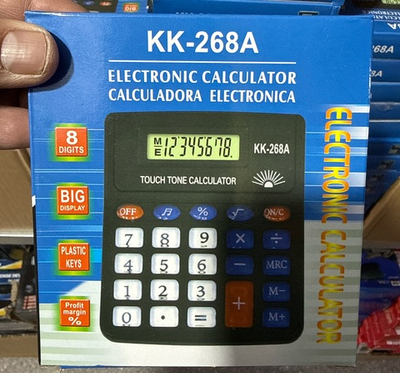 KK-268A
ELECTRONIC CALCULATOR
CALCULADORA ELECTRONICA
8
DIGITS
BIG
DISPLAY
PLASTIC
KEYS
Profit
margin
%
M
E
12345678.
KK-268A
TOUCH TONE CALCULATOR
OFF % √ ON/C
7 8 9 × ÷
4 5 6 − MRC
1 2 3 + M−
0 · = M+
ELECTRONIC CALCULATOR